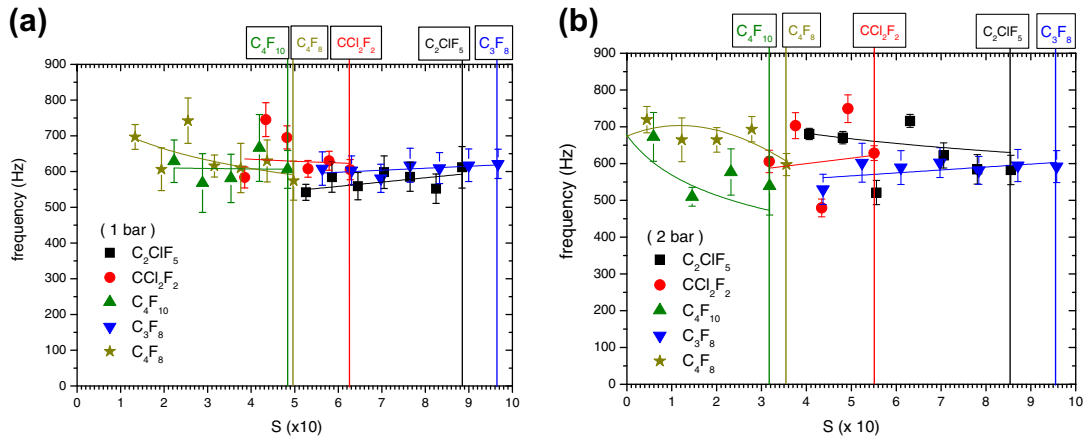 (a)
C₄F₁₀ C₄F₈ CCl₂F₂ C₂ClF₅ C₃F₈
900
800
700
600
500
400
300
200
100
0
frequency (Hz)
( 1 bar )
C₂ClF₅
CCl₂F₂
C₄F₁₀
C₃F₈
C₄F₈
0 1 2 3 4 5 6 7 8 9 10
S (x10)
(b)
C₄F₁₀ C₄F₈ CCl₂F₂ C₂ClF₅ C₃F₈
900
800
700
600
500
400
300
200
100
0
frequency (Hz)
( 2 bar )
C₂ClF₅
CCl₂F₂
C₄F₁₀
C₃F₈
C₄F₈
0 1 2 3 4 5 6 7 8 9 10
S (x 10)